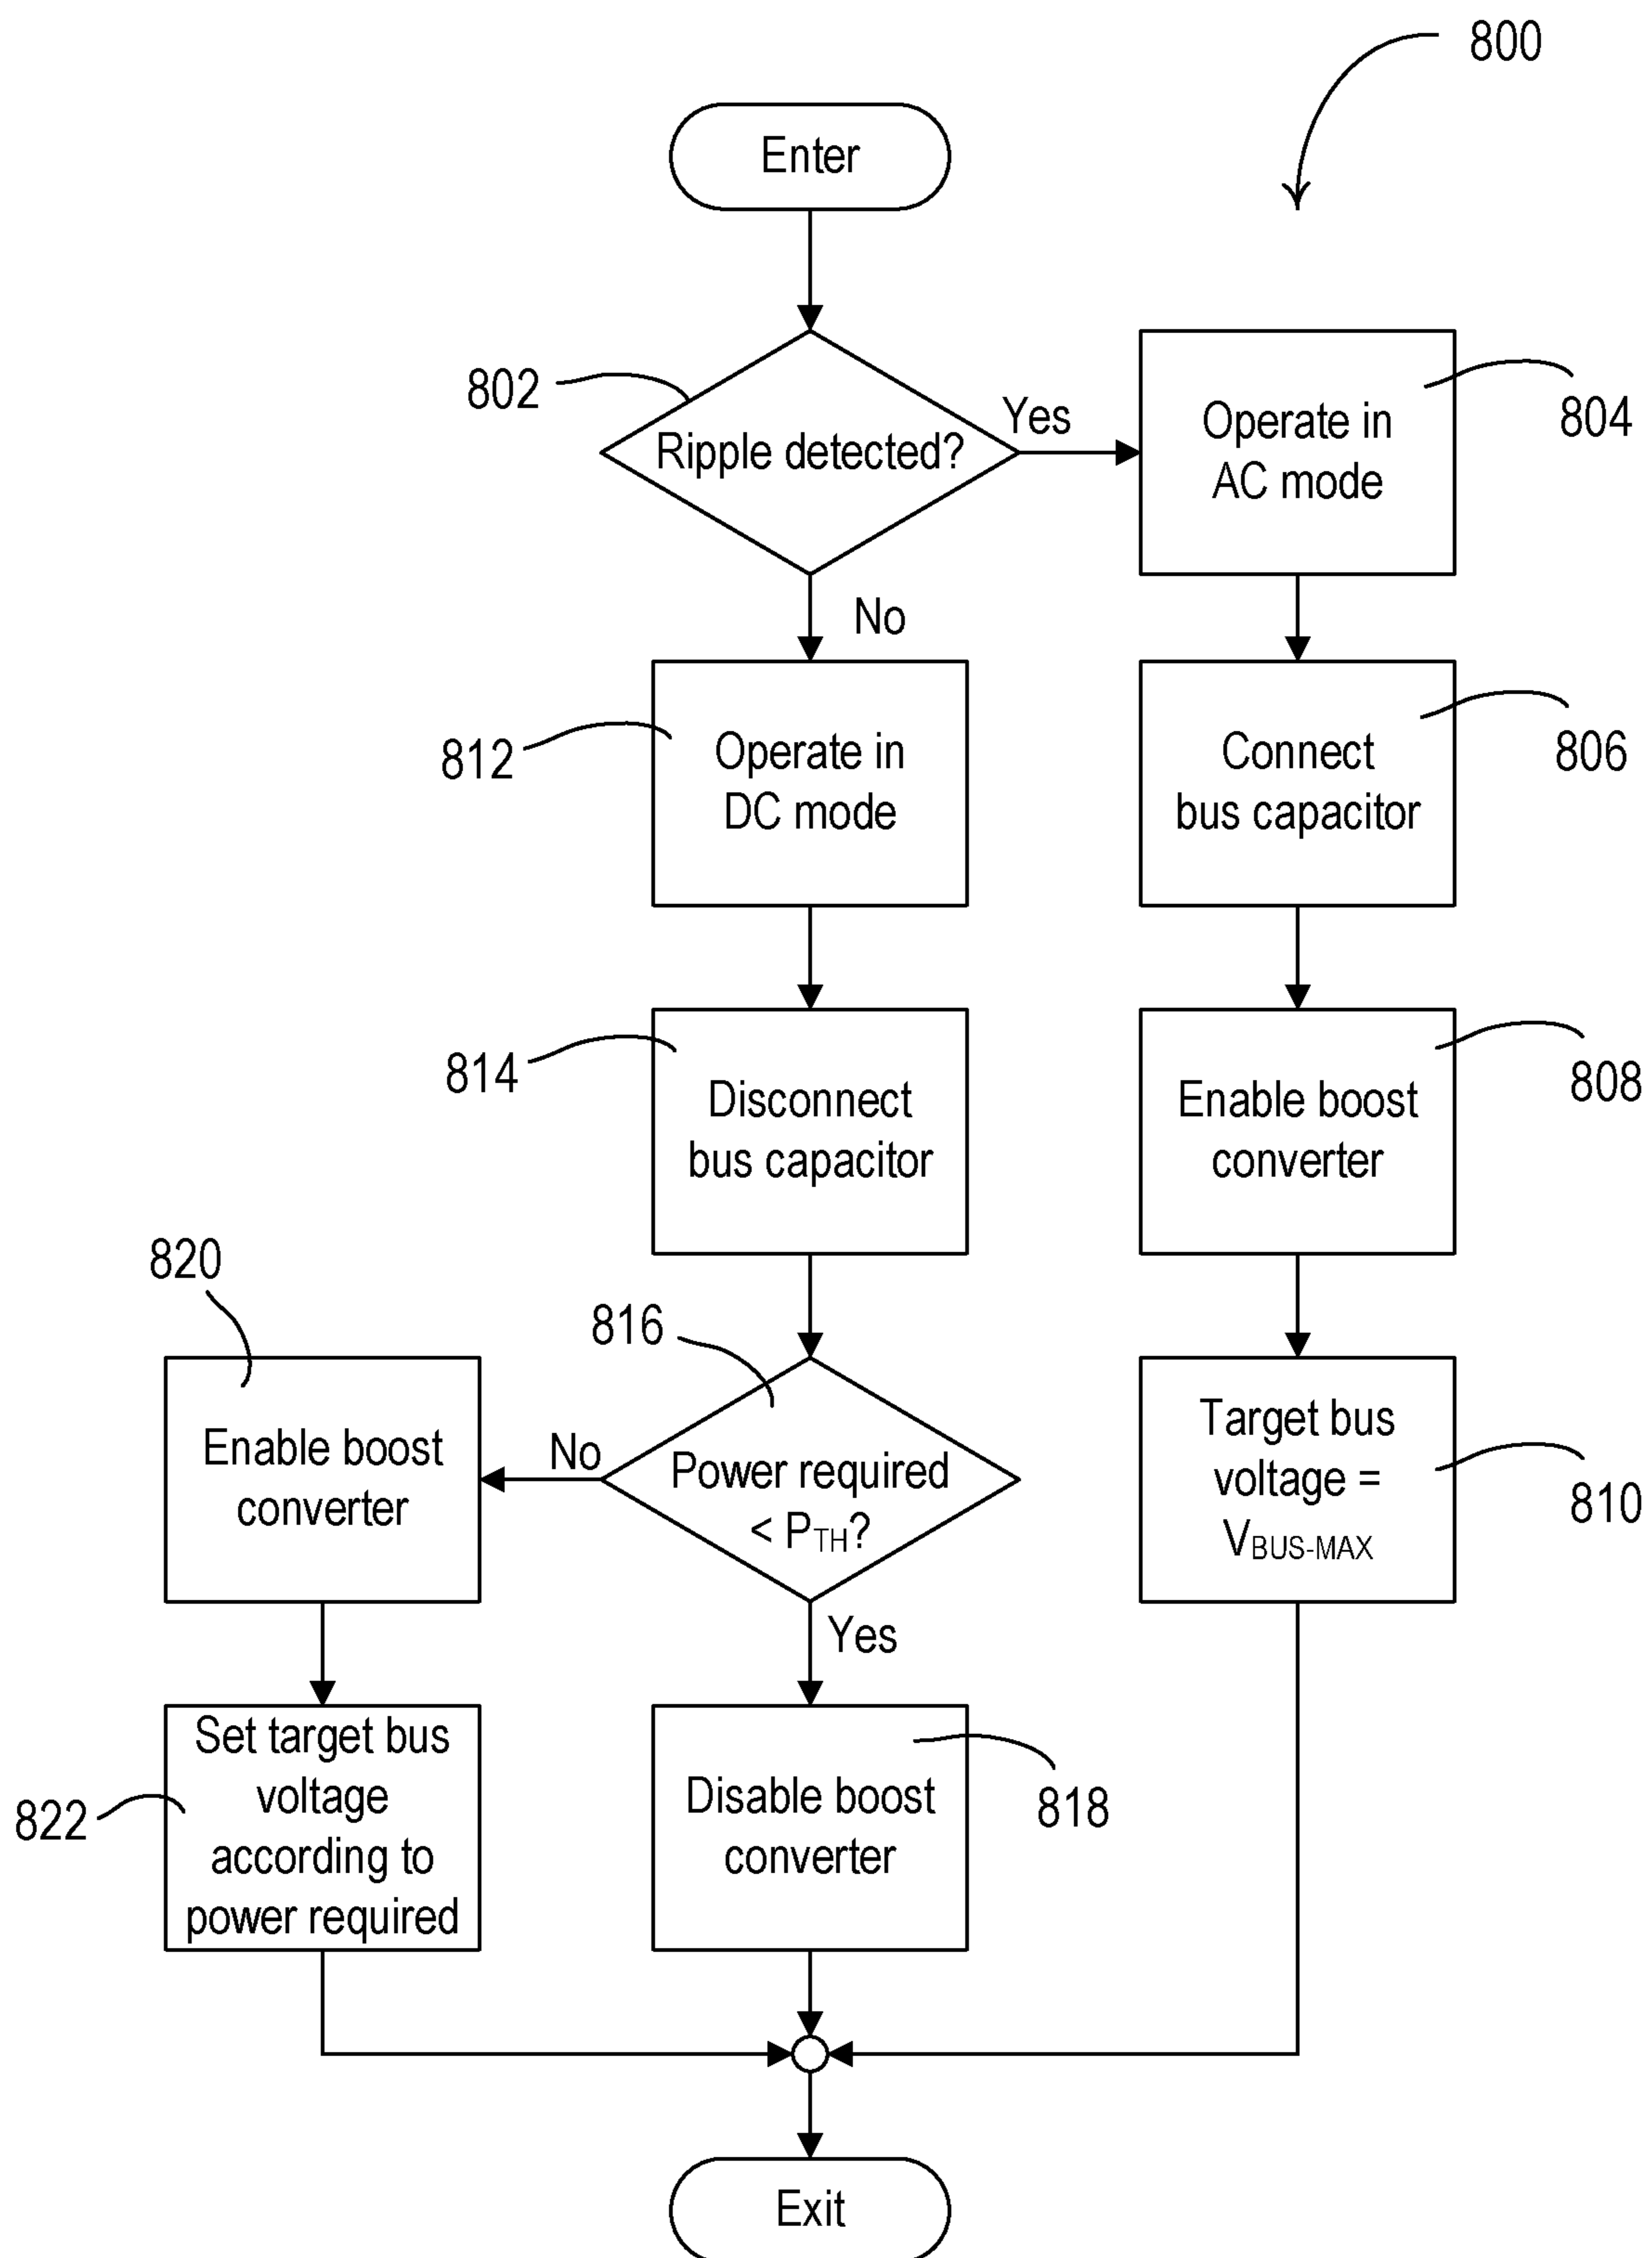 800
Enter
802
Ripple detected?
Yes
Operate in
AC mode
804
No
812
Operate in
DC mode
Connect
bus capacitor
806
814
Disconnect
bus capacitor
Enable boost
converter
808
820
816
Enable boost
converter
No
Power required
< PTH?
Target bus
voltage =
VBUS-MAX
810
Yes
822
Set target bus
voltage
according to
power required
Disable boost
converter
818
Exit